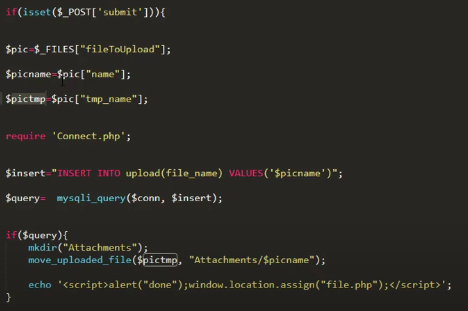 if(isset($_POST['submit'])){
$pic=$_FILES["fileToUpload"];
$picname=$pic["name"];
$pictmp=$pic["tmp_name"];
require 'Connect.php';
$insert="INSERT INTO upload(file_name) VALUES('$picname')";
$query=  mysqli_query($conn, $insert);
if($query){
    mkdir("Attachments");
    move_uploaded_file($pictmp, "Attachments/$picname");
    echo '<script>alert("done");window.location.assign("file.php");</script>';
}